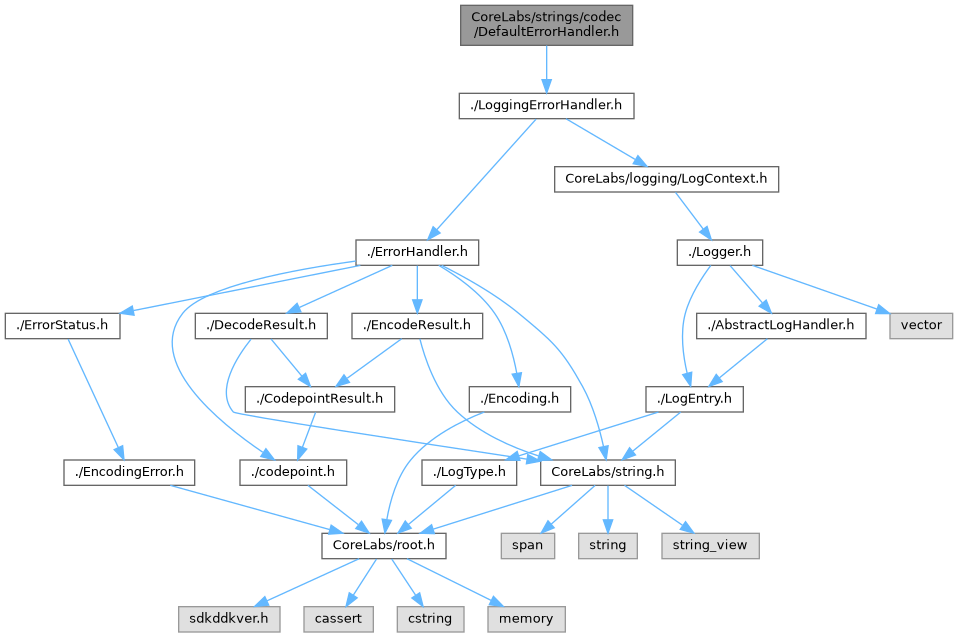 CoreLabs/strings/codec
/DefaultErrorHandler.h
./LoggingErrorHandler.h
CoreLabs/logging/LogContext.h
./ErrorHandler.h
./Logger.h
./ErrorStatus.h
./DecodeResult.h
./EncodeResult.h
./AbstractLogHandler.h
vector
./CodepointResult.h
./Encoding.h
./LogEntry.h
./EncodingError.h
./codepoint.h
./LogType.h
CoreLabs/string.h
CoreLabs/root.h
span
string
string_view
sdkddkver.h
cassert
cstring
memory